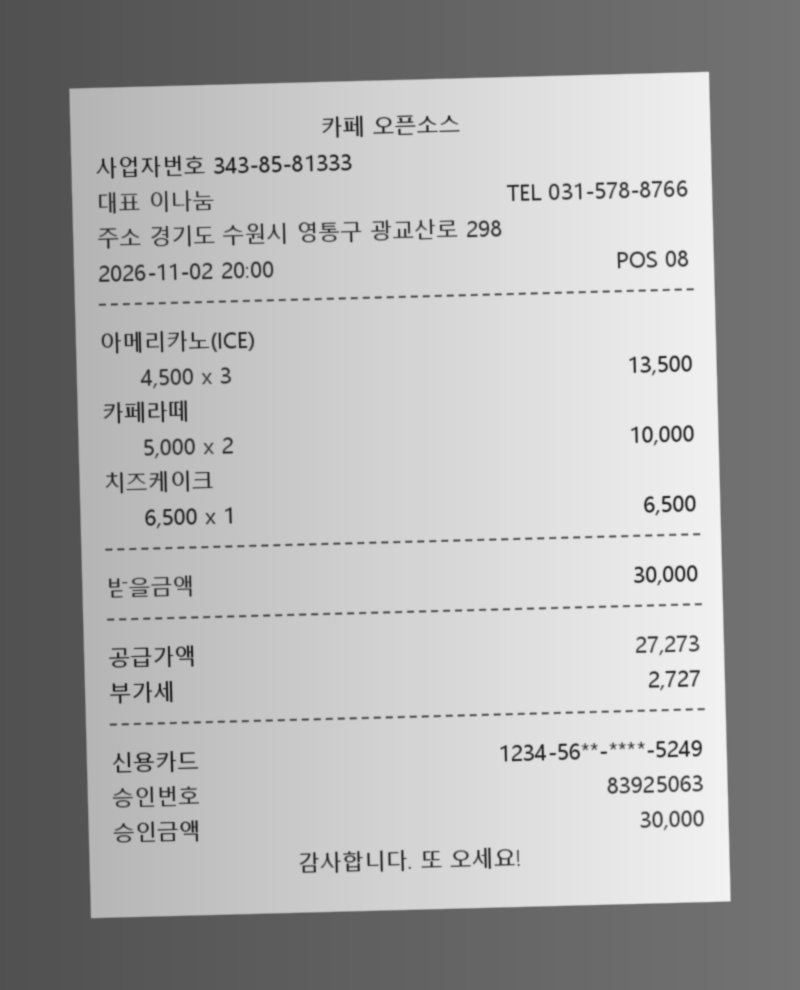 카페 오픈소스
사업자번호 343-85-81333
대표 이나눔 TEL 031-578-8766
주소 경기도 수원시 영통구 광교산로 298
2026-11-02 20:00 POS 08
아메리카노(ICE)
4,500 x 3 13,500
카페라떼
5,000 x 2 10,000
치즈케이크
6,500 x 1 6,500
받을금액 30,000
공급가액 27,273
부가세 2,727
신용카드 1234-56**-****-5249
승인번호 83925063
승인금액 30,000
감사합니다. 또 오세요!